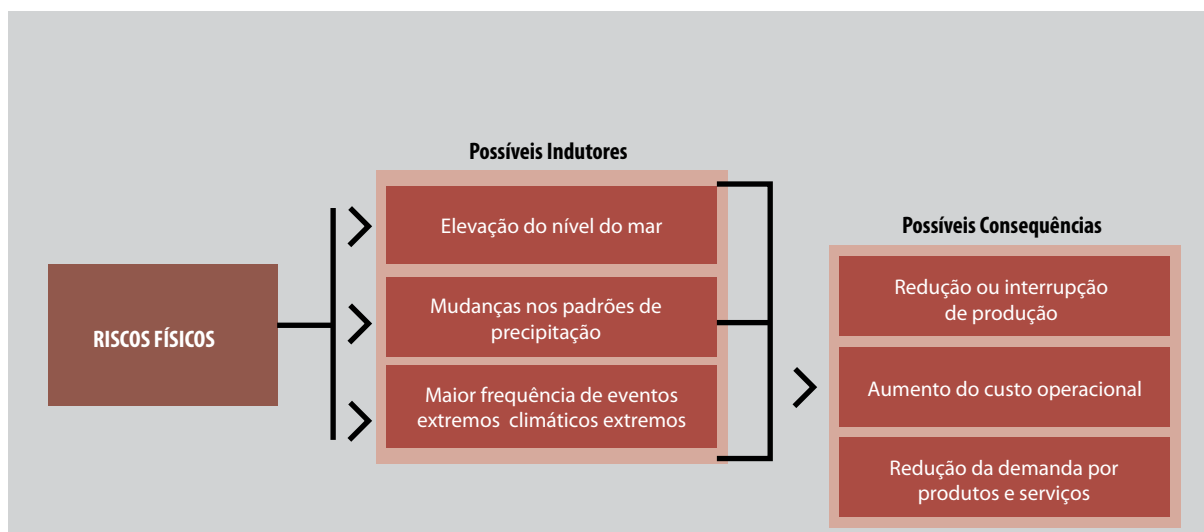 RISCOS FÍSICOS
Possíveis Indutores
Elevação do nível do mar
Mudanças nos padrões de
precipitação
Maior frequência de eventos
extremos climáticos extremos
Possíveis Consequências
Redução ou interrupção
de produção
Aumento do custo operacional
Redução da demanda por
produtos e serviços